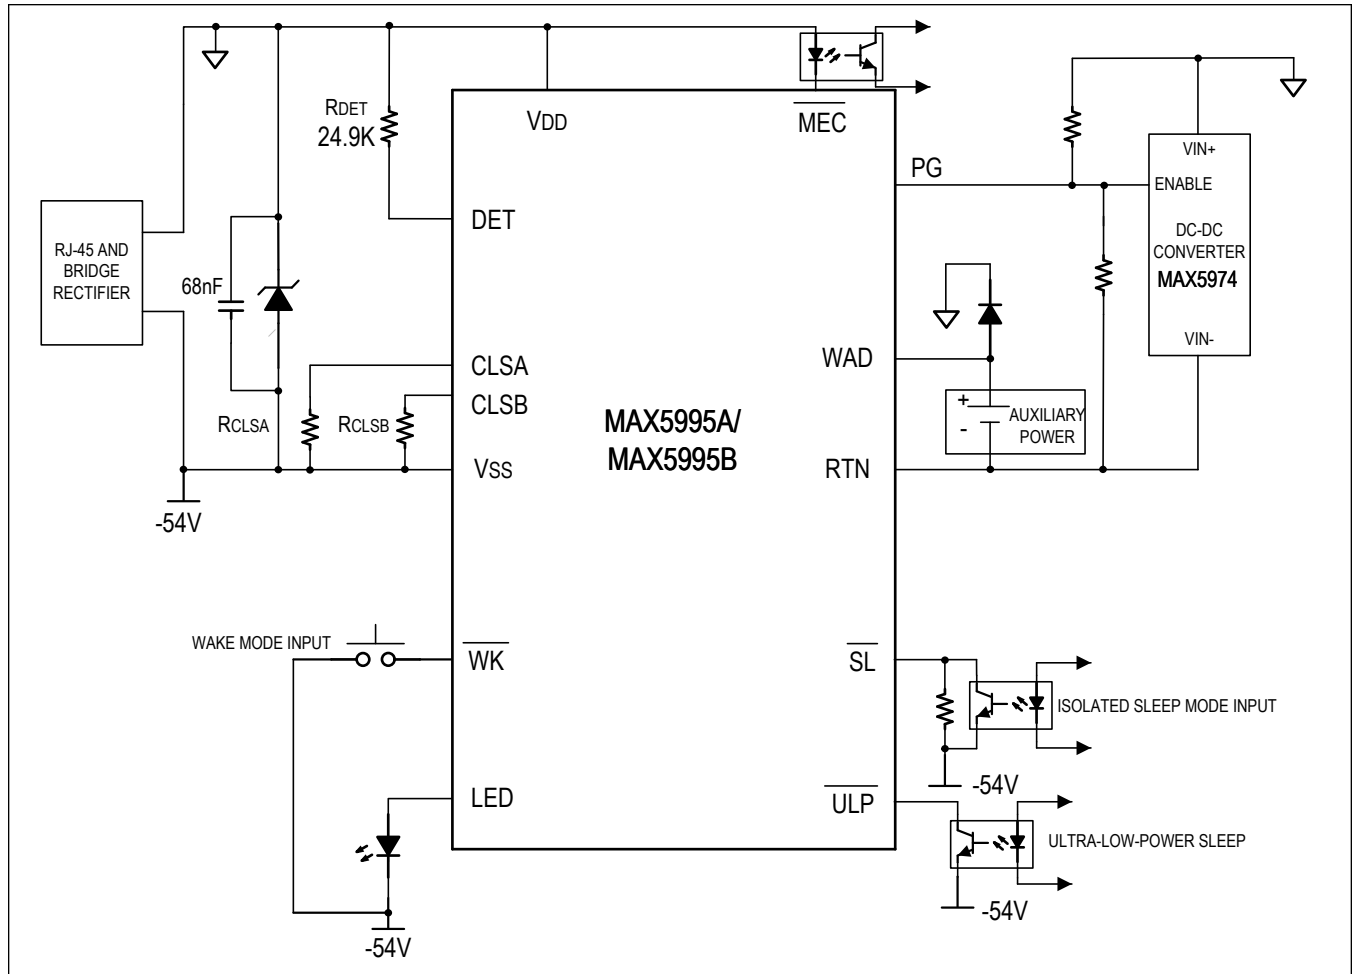 RDET
24.9K
VDD
MEC
PG
VIN+
ENABLE
DC-DC
CONVERTER
MAX5974
VIN-
DET
RJ-45 AND
BRIDGE
RECTIFIER
68nF
CLSA
CLSB
RCLSA
RCLSB
VSS
-54V
MAX5995A/
MAX5995B
WAD
+
-
AUXILIARY
POWER
RTN
WAKE MODE INPUT
WK
SL
ISOLATED SLEEP MODE INPUT
-54V
LED
ULP
ULTRA-LOW-POWER SLEEP
-54V
-54V